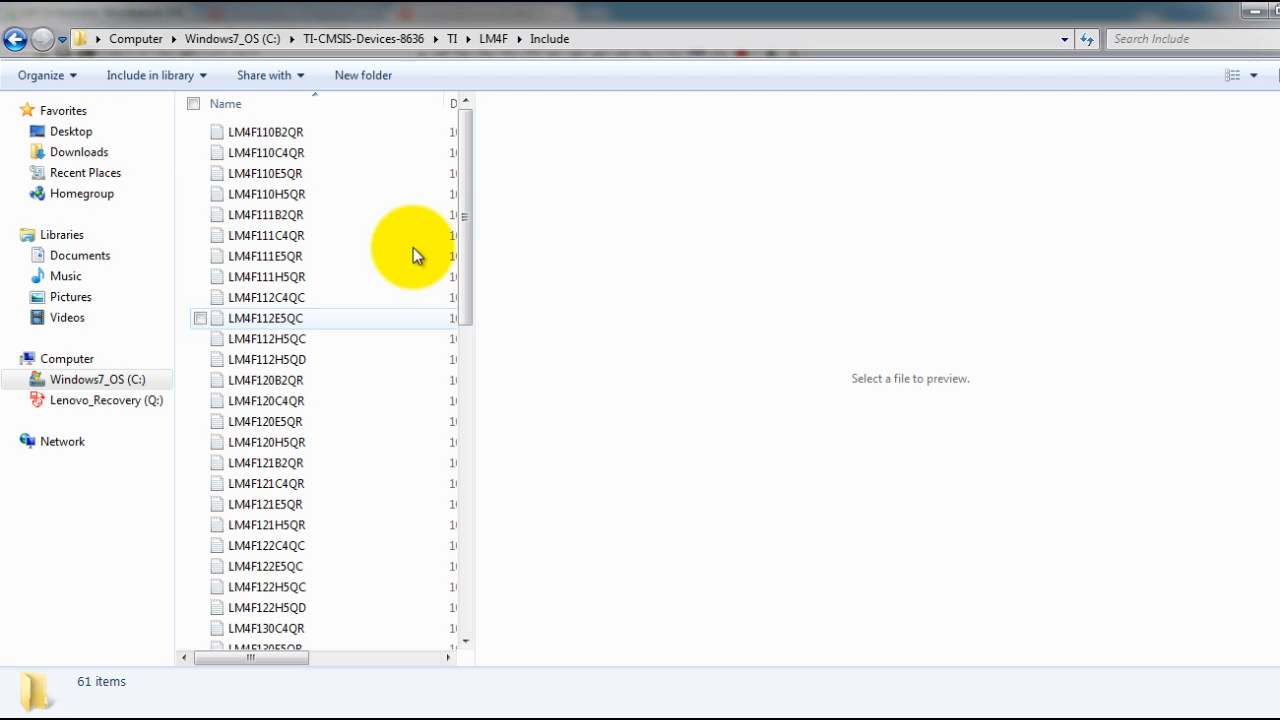 Computer Windows7_OS (C:) TI-CMSIS-Devices-8636 TI LM4F Include Search Include
Organize Include in library Share with New folder
Favorites
Desktop
Downloads
Recent Places
Homegroup
Libraries
Documents
Music
Pictures
Videos
Computer
Windows7_OS (C:)
Lenovo_Recovery (Q:)
Network
Name D
LM4F110B2QR
LM4F110C4QR
LM4F110E5QR
LM4F110H5QR
LM4F111B2QR
LM4F111C4QR
LM4F111E5QR
LM4F111H5QR
LM4F112C4QC
LM4F112E5QC
LM4F112H5QC
LM4F112H5QD
LM4F120B2QR
LM4F120C4QR
LM4F120E5QR
LM4F120H5QR
LM4F121B2QR
LM4F121C4QR
LM4F121E5QR
LM4F121H5QR
LM4F122C4QC
LM4F122E5QC
LM4F122H5QC
LM4F122H5QD
LM4F130C4QR
LM4F130E5QR
Select a file to preview.
61 items